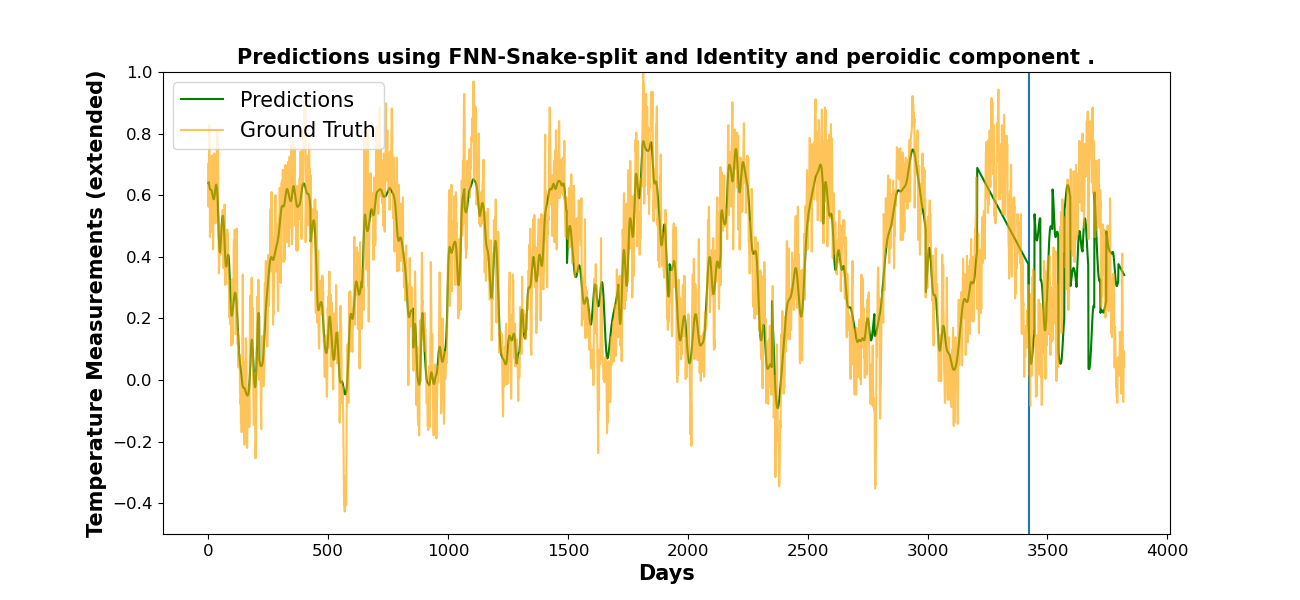 Predictions using FNN-Snake-split and Identity and peroidic component .
Temperature Measurements (extended)
1.0
0.8
0.6
0.4
0.2
0.0
−0.2
−0.4
Predictions
Ground Truth
0 500 1000 1500 2000 2500 3000 3500 4000
Days